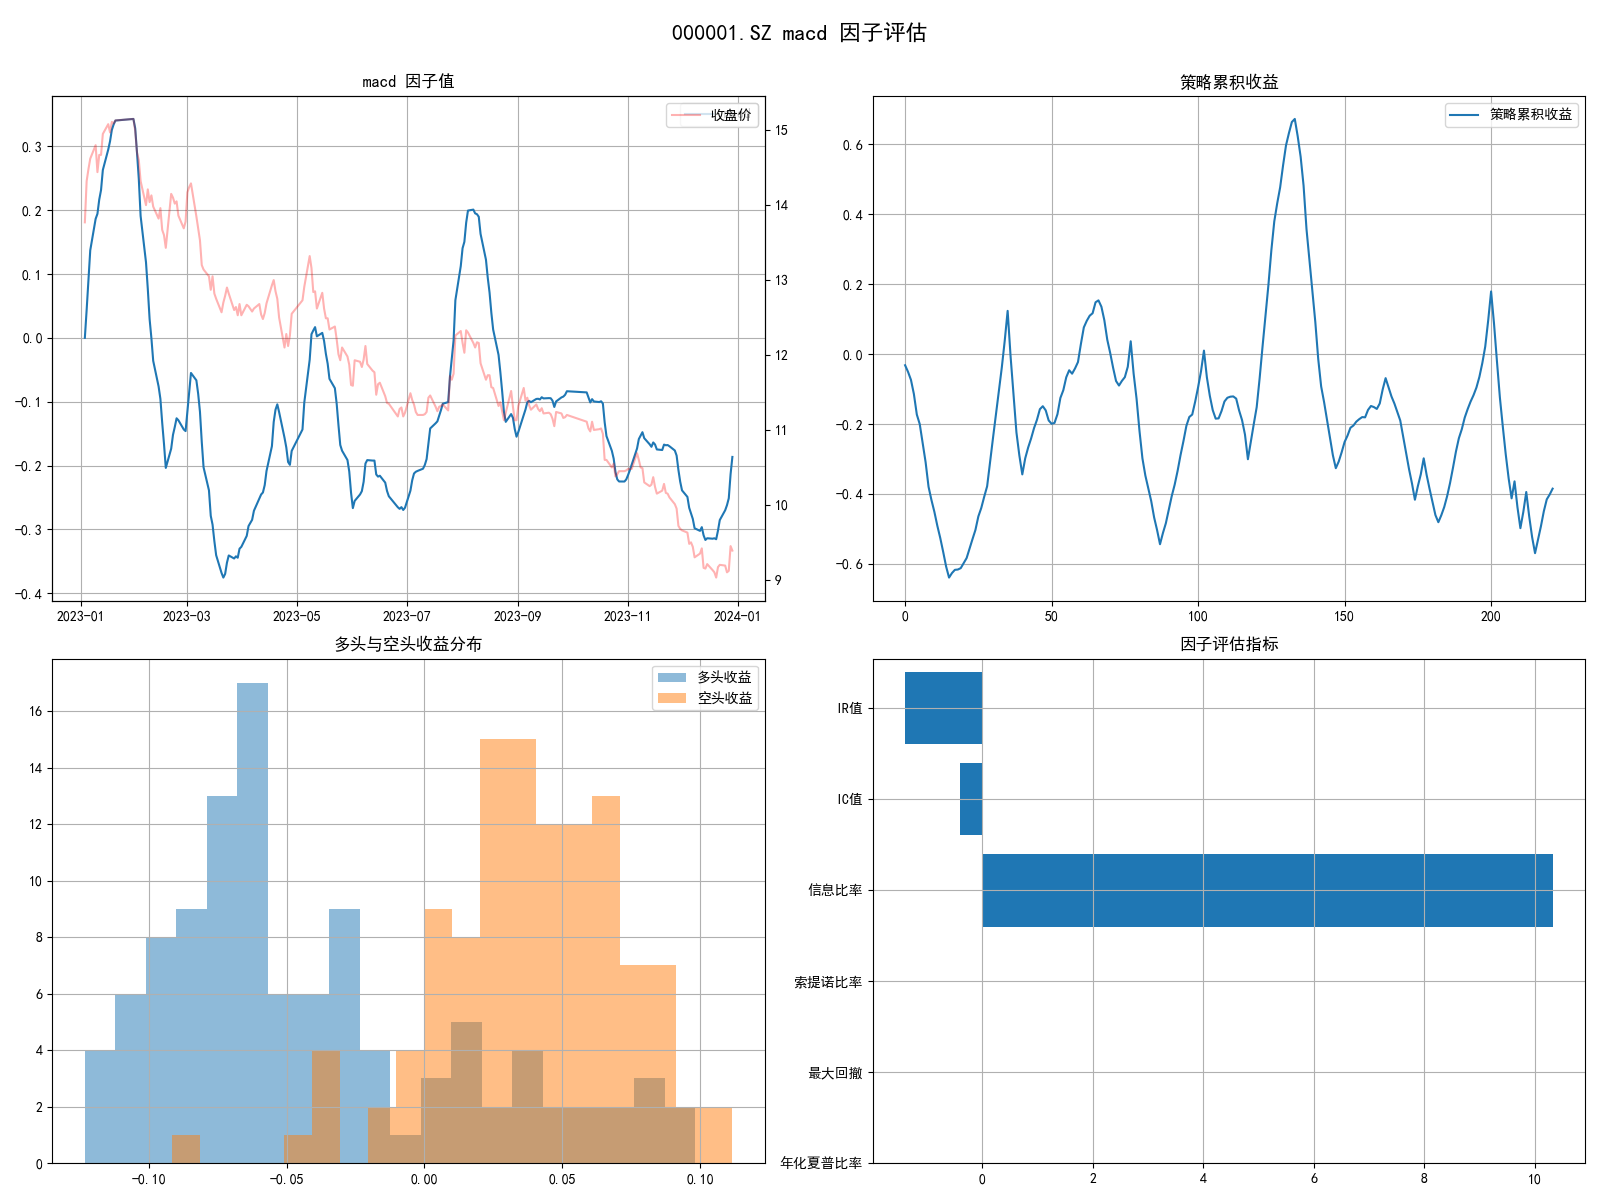 000001.SZ macd 因子评估
macd 因子值
收盘价
0.3
0.2
0.1
0.0
−0.1
−0.2
−0.3
−0.4
15
14
13
12
11
10
9
2023-01 2023-03 2023-05 2023-07 2023-09 2023-11 2024-01
策略累积收益
策略累积收益
0.6
0.4
0.2
0.0
−0.2
−0.4
−0.6
0 50 100 150 200
多头与空头收益分布
多头收益
空头收益
16
14
12
10
8
6
4
2
0
−0.10 −0.05 0.00 0.05 0.10
因子评估指标
IR值
IC值
信息比率
索提诺比率
最大回撤
年化夏普比率
0 2 4 6 8 10